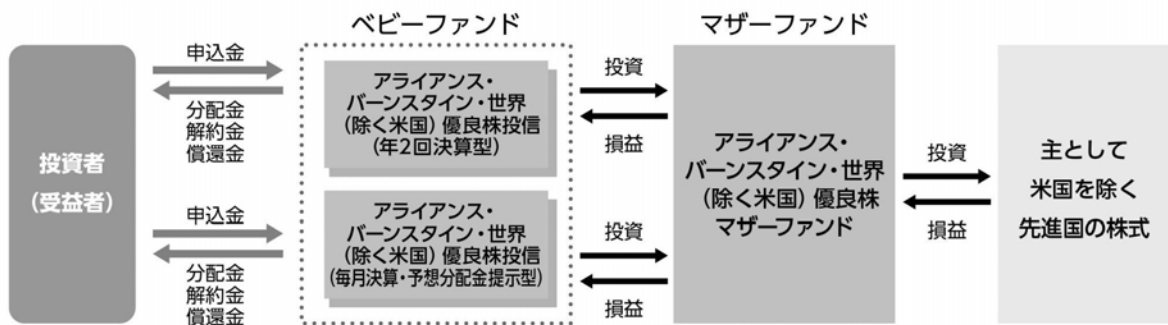 ベビーファンド
マザーファンド
投資者
（受益者）
申込金
分配金
解約金
償還金
申込金
分配金
解約金
償還金
アライアンス・
バーンスタイン・世界
（除く米国）優良株投信
（年2回決算型）
アライアンス・
バーンスタイン・世界
（除く米国）優良株投信
（毎月決算・予想分配金提示型）
投資
損益
投資
損益
アライアンス・
バーンスタイン・世界
（除く米国）優良株
マザーファンド
投資
損益
主として
米国を除く
先進国の株式